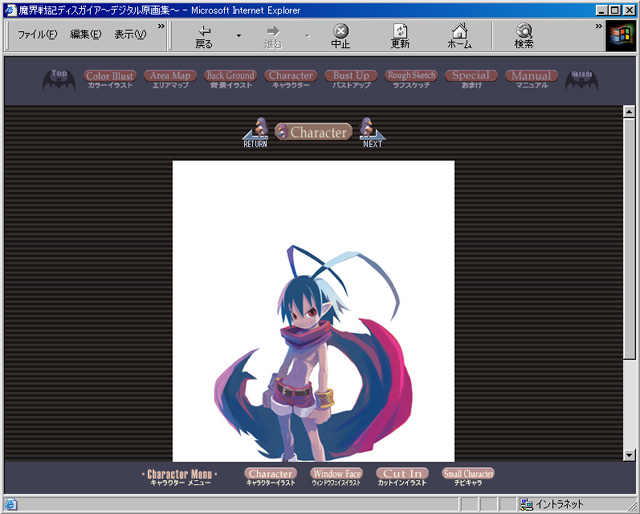 魔界戦記ディスガイア～デジタル原画集～ - Microsoft Internet Explorer
ファイル(F) 編集(E) 表示(V) »
戻る 進む 中止 更新 ホーム 検索 »
Top Color Illust Area Map Back Ground Character Bust Up Rough Sketch Special Manual Harada
カラーイラスト エリアマップ 背景イラスト キャラクター バストアップ ラフスケッチ おまけ マニュアル
RETURN Character NEXT
・Character Menu・ Character Window Face Cut In Small Character
キャラクター メニュー キャラクターイラスト ウィンドウフェイスイラスト カットインイラスト チビキャラ
イントラネット